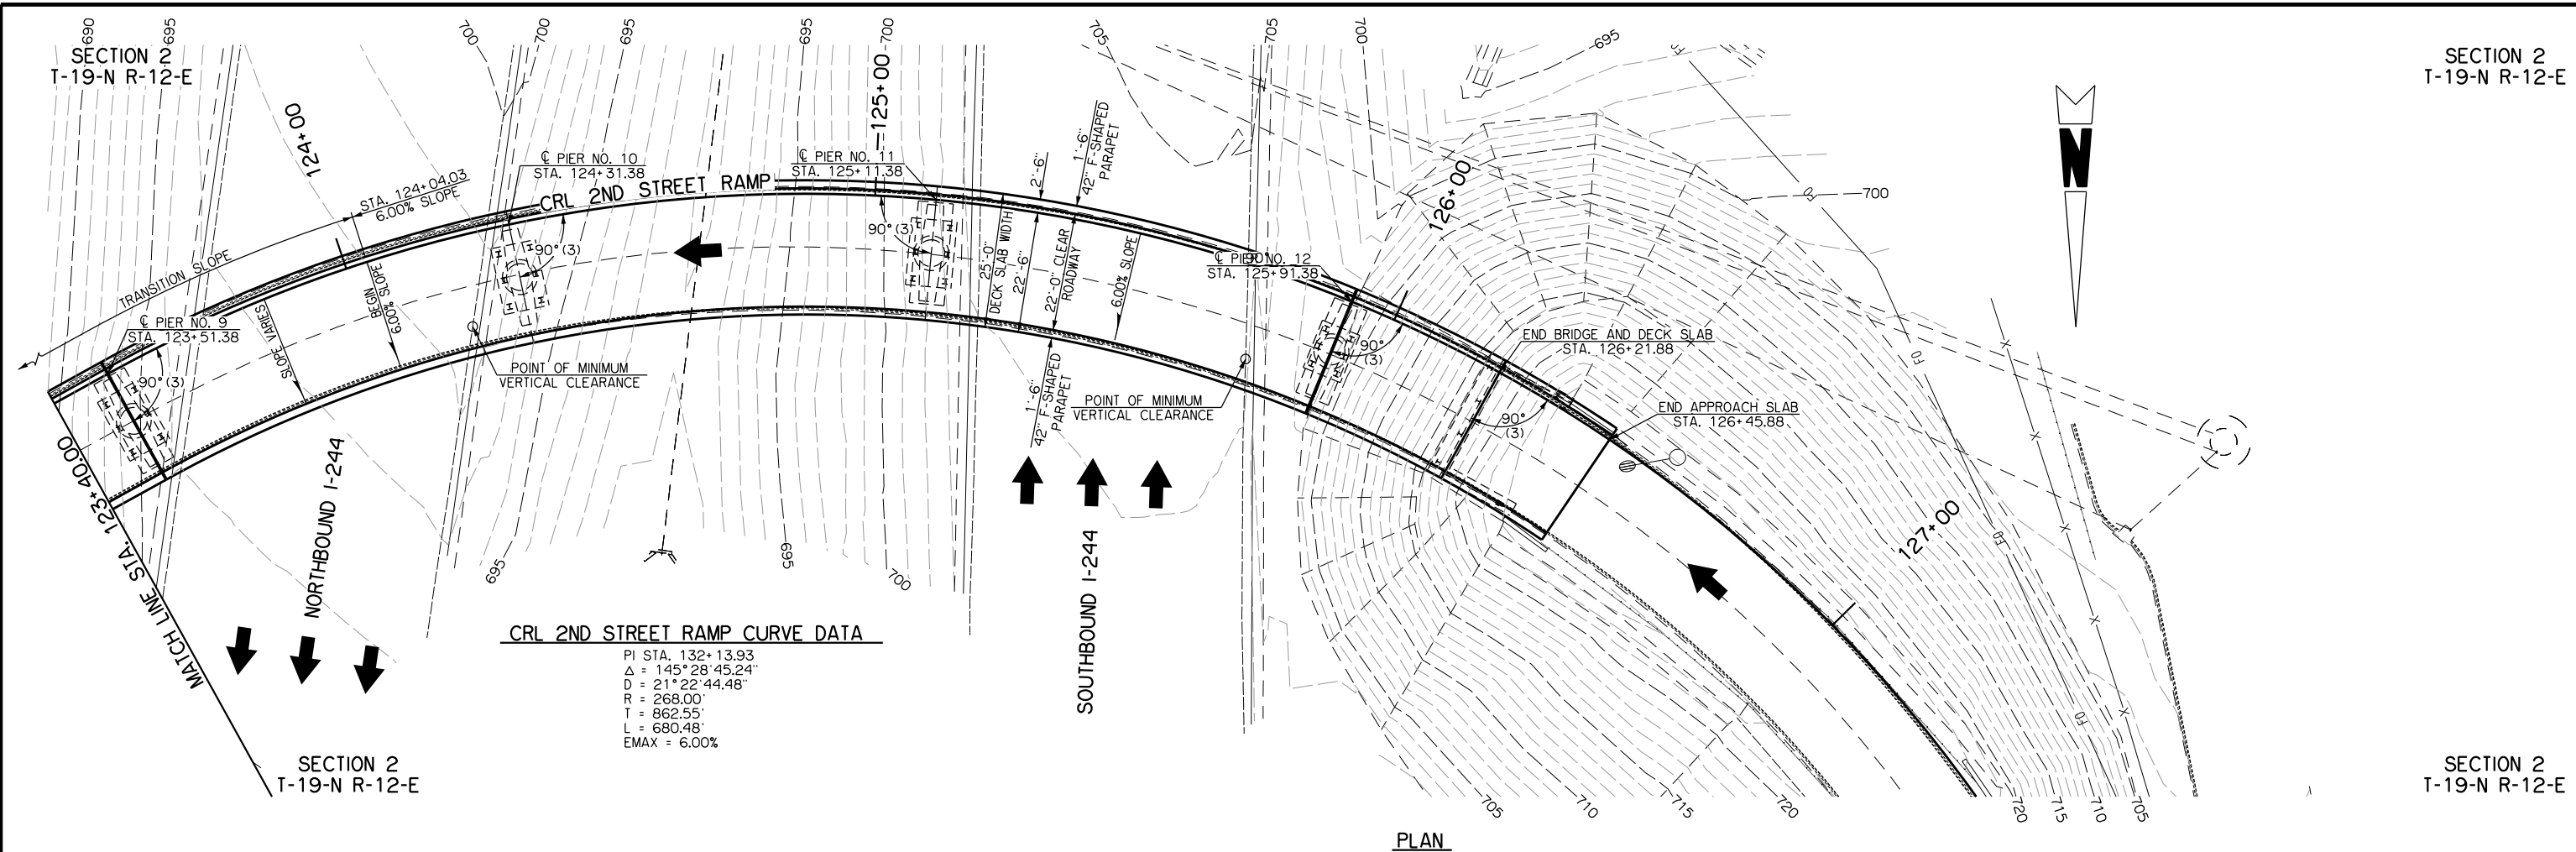 690
695
700
700
695
695
700
705
705
700
695
SECTION 2
T-19-N R-12-E
SECTION 2
T-19-N R-12-E
124+00
125+00
126+00
127+00
700
N
STA. 124+04.03
6.00% SLOPE
TRANSITION SLOPE
℄ PIER NO. 10
STA. 124+31.38
CRL 2ND STREET RAMP
℄ PIER NO. 11
STA. 125+11.38
2'-6"
1'-6"
42" F-SHAPED
PARAPET
90° (3)
90° (3)
DECK SLAB WIDTH
25'-0"
22'-6"
22'-0" CLEAR
ROADWAY
6.00% SLOPE
℄ PIER NO. 12
STA. 125+91.38
℄ PIER NO. 9
STA. 123+51.38
90° (3)
SLOPE VARIES
BEGIN
6.00% SLOPE
POINT OF MINIMUM
VERTICAL CLEARANCE
1'-6"
42" F-SHAPED
PARAPET
POINT OF MINIMUM
VERTICAL CLEARANCE
90°
(3)
END BRIDGE AND DECK SLAB
STA. 126+21.88
90°
(3)
END APPROACH SLAB
STA. 126+45.88
FO
FO
FO
X
X
X
X
X
MATCH LINE STA. 123+40.00
NORTHBOUND I-244
SOUTHBOUND I-244
695
695
700
CRL 2ND STREET RAMP CURVE DATA
PI STA. 132+13.93
Δ = 145°28'45.24"
D = 21°22'44.48"
R = 268.00'
T = 862.55'
L = 680.48'
EMAX = 6.00%
SECTION 2
T-19-N R-12-E
SECTION 2
T-19-N R-12-E
705
710
715
720
720
715
710
705
PLAN